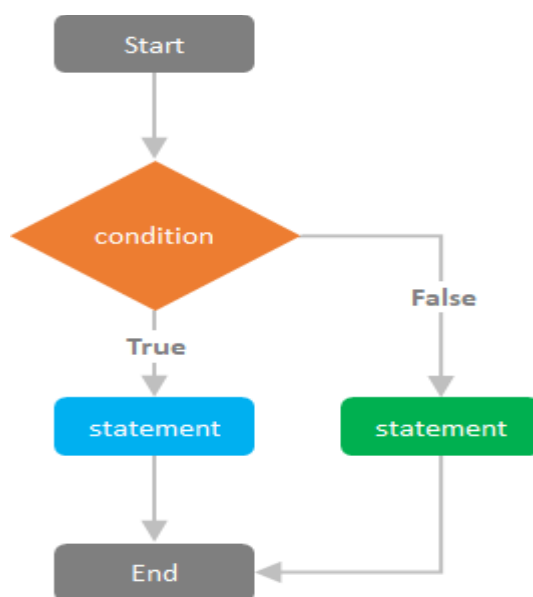 Start
condition
False
True
statement
statement
End